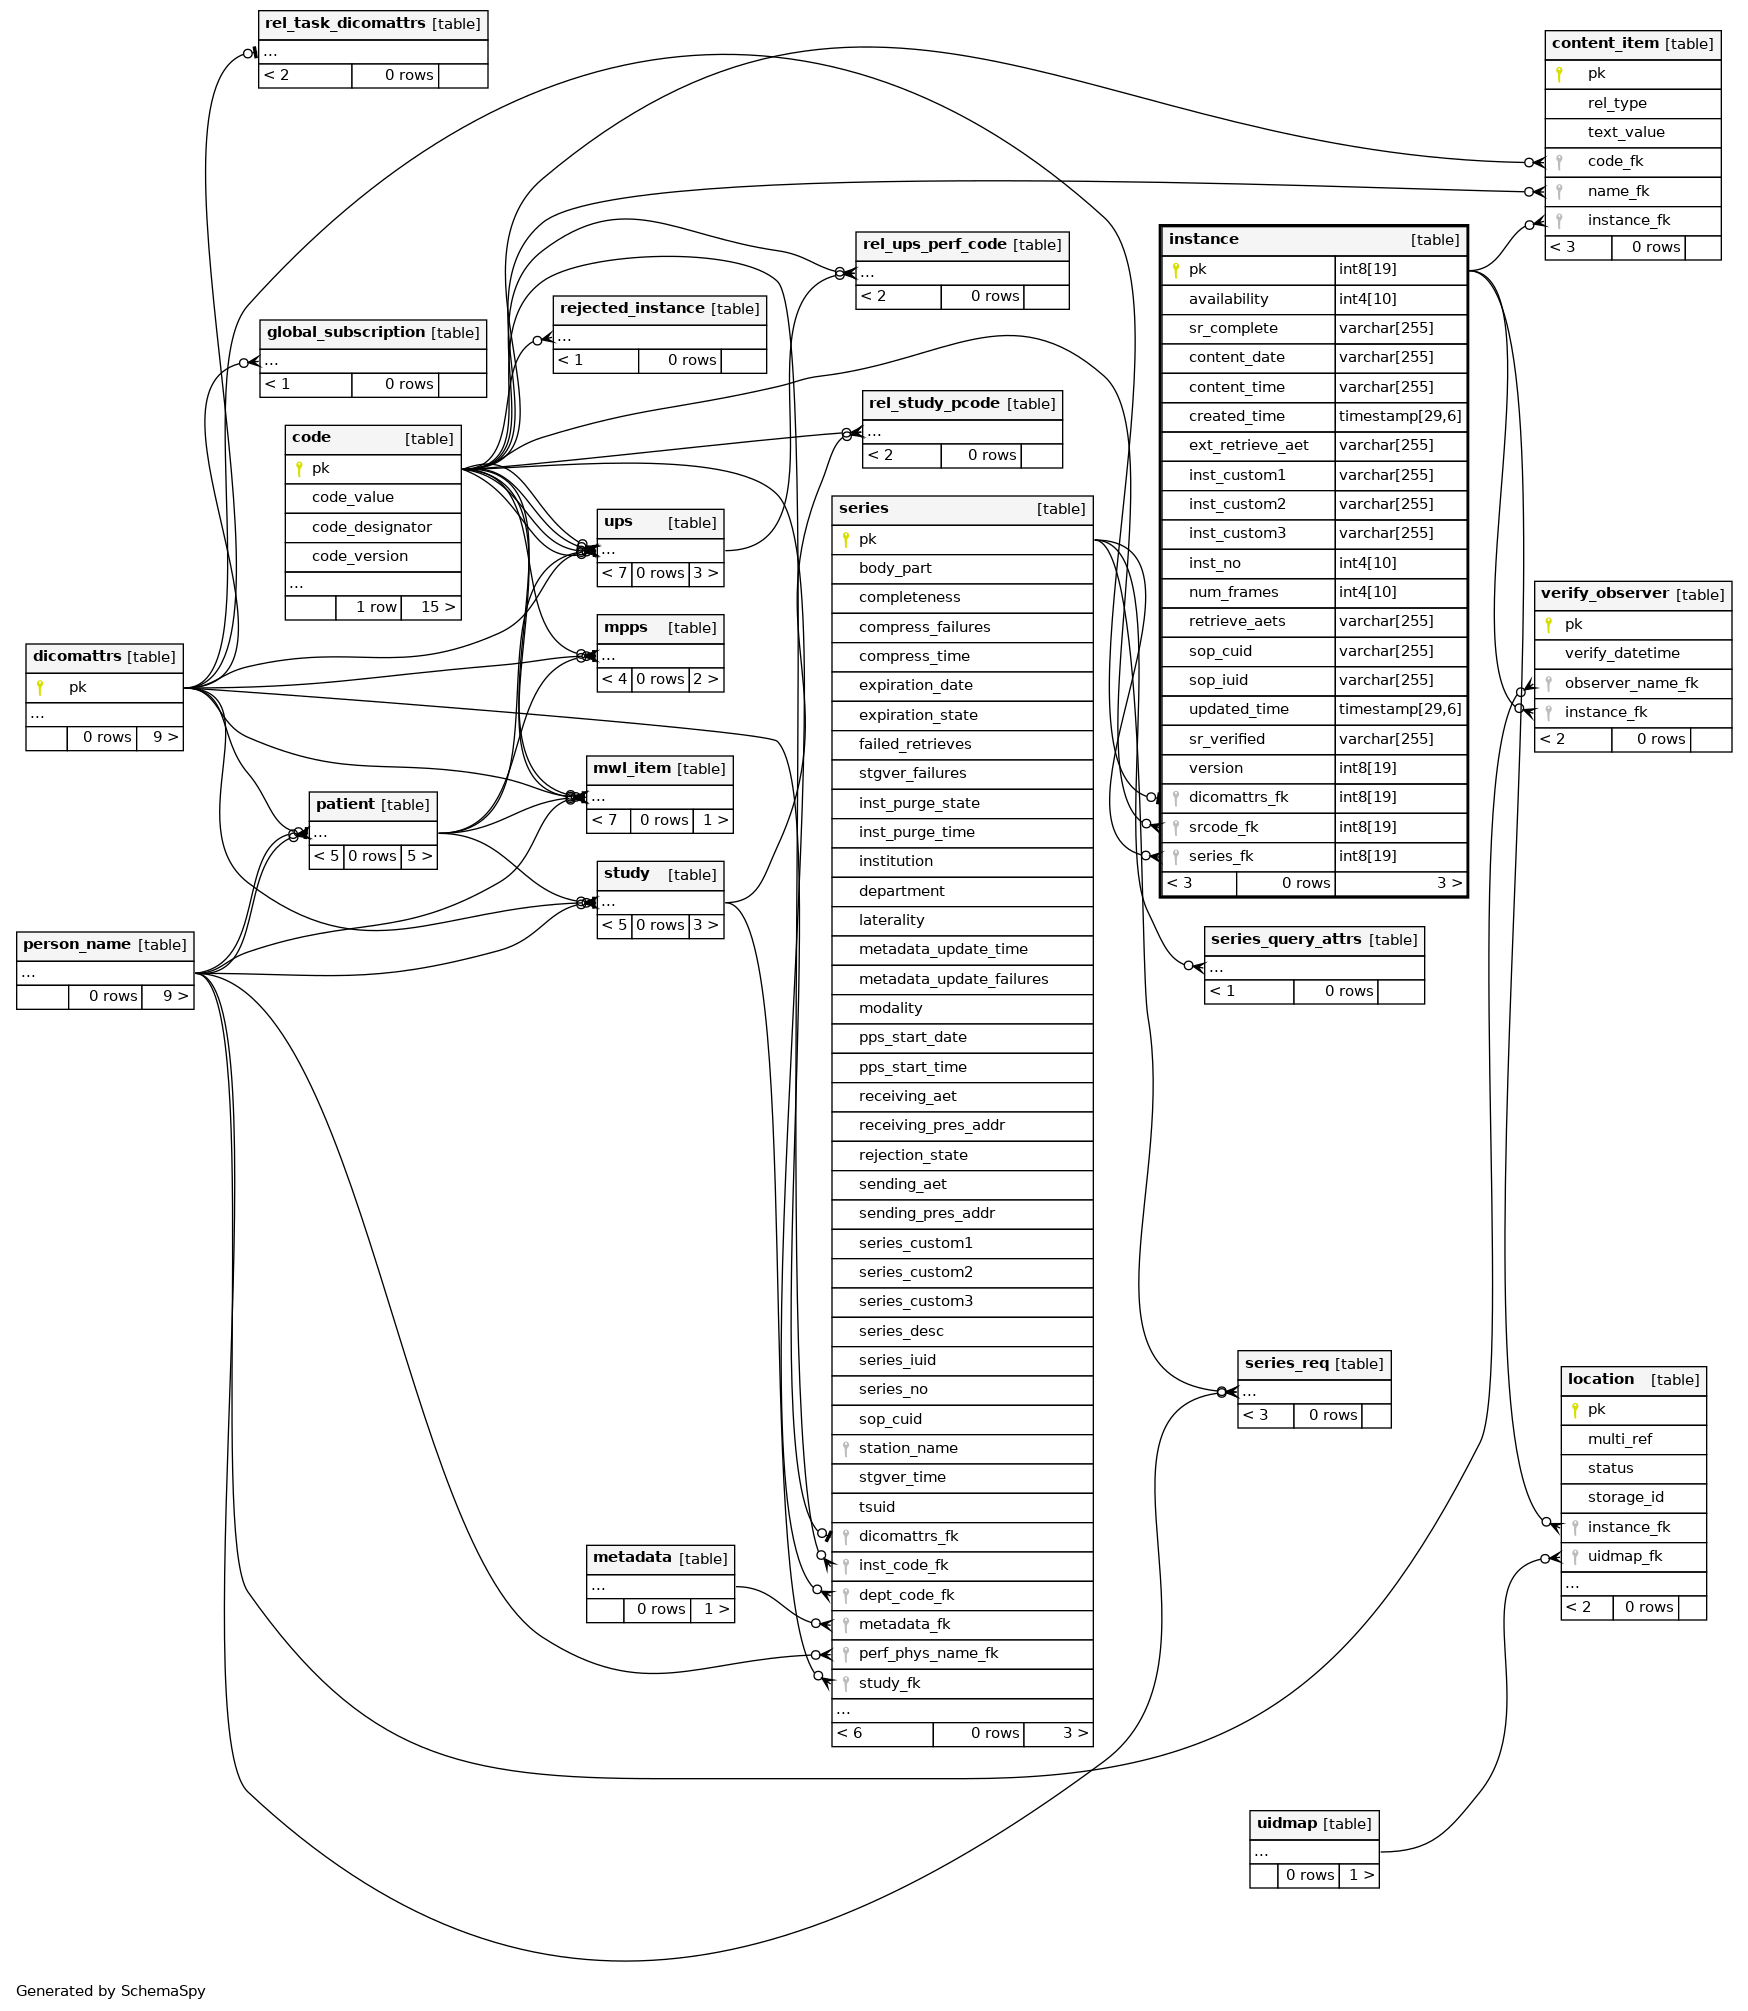 rel_task_dicomattrs [table]
...
< 2 0 rows
content_item [table]
pk
rel_type
text_value
code_fk
name_fk
instance_fk
< 3 0 rows
rel_ups_perf_code [table]
...
< 2 0 rows
instance [table]
pk int8[19]
availability int4[10]
sr_complete varchar[255]
content_date varchar[255]
content_time varchar[255]
created_time timestamp[29,6]
ext_retrieve_aet varchar[255]
inst_custom1 varchar[255]
inst_custom2 varchar[255]
inst_custom3 varchar[255]
inst_no int4[10]
num_frames int4[10]
retrieve_aets varchar[255]
sop_cuid varchar[255]
sop_iuid varchar[255]
updated_time timestamp[29,6]
sr_verified varchar[255]
version int8[19]
dicomattrs_fk int8[19]
srcode_fk int8[19]
series_fk int8[19]
< 3 0 rows 3 >
rejected_instance [table]
...
< 1 0 rows
global_subscription [table]
...
< 1 0 rows
rel_study_pcode [table]
...
< 2 0 rows
code [table]
pk
code_value
code_designator
code_version
...
1 row 15 >
series [table]
pk
body_part
completeness
compress_failures
compress_time
expiration_date
expiration_state
failed_retrieves
stgver_failures
inst_purge_state
inst_purge_time
institution
department
laterality
metadata_update_time
metadata_update_failures
modality
pps_start_date
pps_start_time
receiving_aet
receiving_pres_addr
rejection_state
sending_aet
sending_pres_addr
series_custom1
series_custom2
series_custom3
series_desc
series_iuid
series_no
sop_cuid
station_name
stgver_time
tsuid
dicomattrs_fk
inst_code_fk
dept_code_fk
metadata_fk
perf_phys_name_fk
study_fk
...
< 6 0 rows 3 >
ups [table]
...
< 7 0 rows 3 >
verify_observer [table]
pk
verify_datetime
observer_name_fk
instance_fk
< 2 0 rows
mpps [table]
...
< 4 0 rows 2 >
dicomattrs [table]
pk
...
0 rows 9 >
mwl_item [table]
...
< 7 0 rows 1 >
patient [table]
...
< 5 0 rows 5 >
study [table]
...
< 5 0 rows 3 >
series_query_attrs [table]
...
< 1 0 rows
person_name [table]
...
0 rows 9 >
series_req [table]
...
< 3 0 rows
location [table]
pk
multi_ref
status
storage_id
instance_fk
uidmap_fk
...
< 2 0 rows
metadata [table]
...
0 rows 1 >
uidmap [table]
...
0 rows 1 >
Generated by SchemaSpy